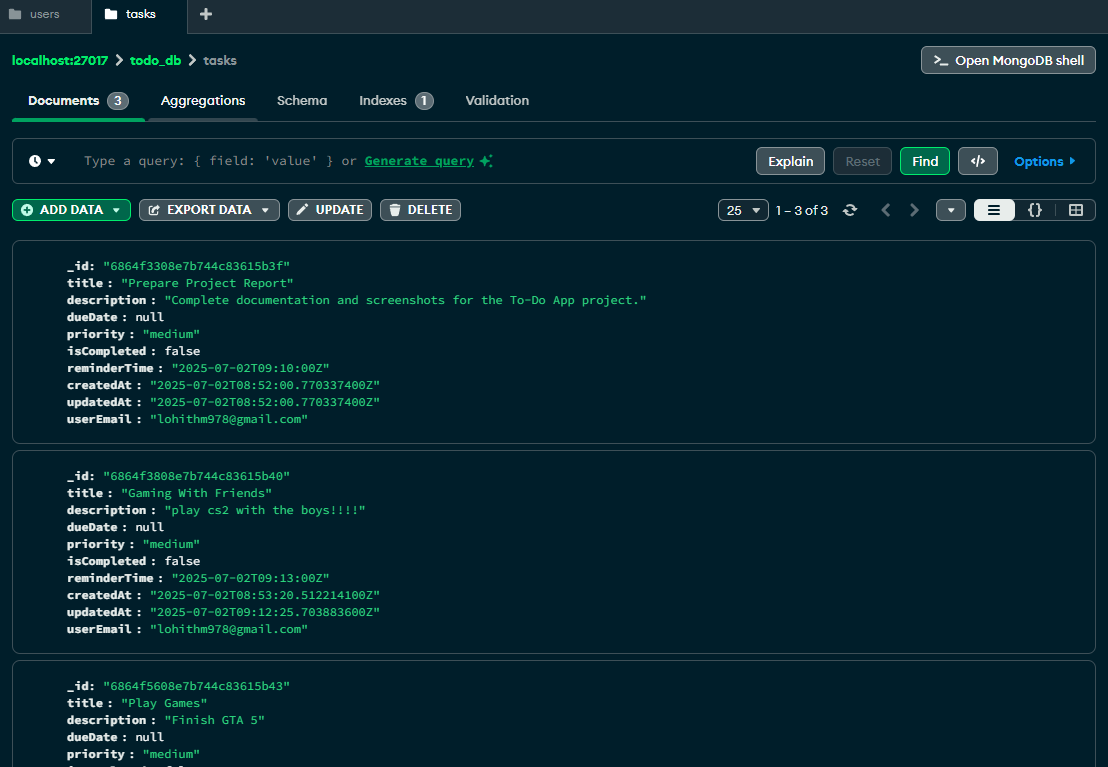 users
tasks
localhost:27017 > todo_db > tasks
>_ Open MongoDB shell
Documents 3 Aggregations Schema Indexes 1 Validation
Type a query: { field: 'value' } or Generate query
Explain Reset Find </> Options
ADD DATA EXPORT DATA UPDATE DELETE 25 1 – 3 of 3 {}
_id: "6864f3308e7b744c83615b3f"
title : "Prepare Project Report"
description : "Complete documentation and screenshots for the To-Do App project."
dueDate : null
priority : "medium"
isCompleted : false
reminderTime : "2025-07-02T09:10:00Z"
createdAt : "2025-07-02T08:52:00.770337400Z"
updatedAt : "2025-07-02T08:52:00.770337400Z"
userEmail : "lohithm978@gmail.com"
_id: "6864f3808e7b744c83615b40"
title : "Gaming With Friends"
description : "play cs2 with the boys!!!!"
dueDate : null
priority : "medium"
isCompleted : false
reminderTime : "2025-07-02T09:13:00Z"
createdAt : "2025-07-02T08:53:20.512214100Z"
updatedAt : "2025-07-02T09:12:25.703883600Z"
userEmail : "lohithm978@gmail.com"
_id: "6864f5608e7b744c83615b43"
title : "Play Games"
description : "Finish GTA 5"
dueDate : null
priority : "medium"